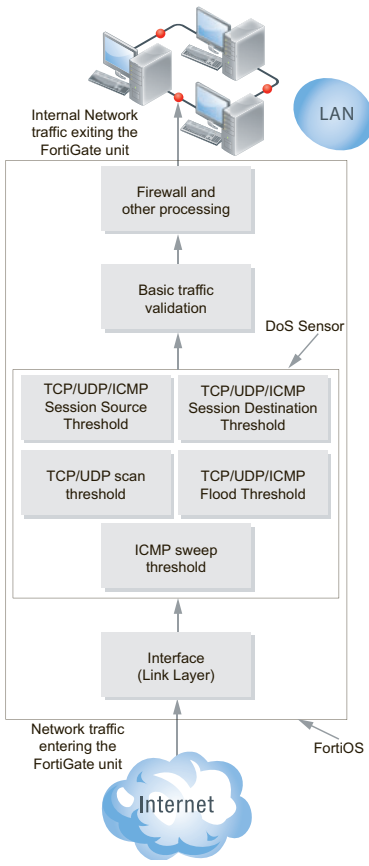 LAN
Internal Network
traffic exiting the
FortiGate unit
Firewall and
other processing
Basic traffic
validation
DoS Sensor
TCP/UDP/ICMP
Session Source
Threshold
TCP/UDP/ICMP
Session Destination
Threshold
TCP/UDP scan
threshold
TCP/UDP/ICMP
Flood Threshold
ICMP sweep
threshold
Interface
(Link Layer)
Network traffic
entering the
FortiGate unit
FortiOS
Internet